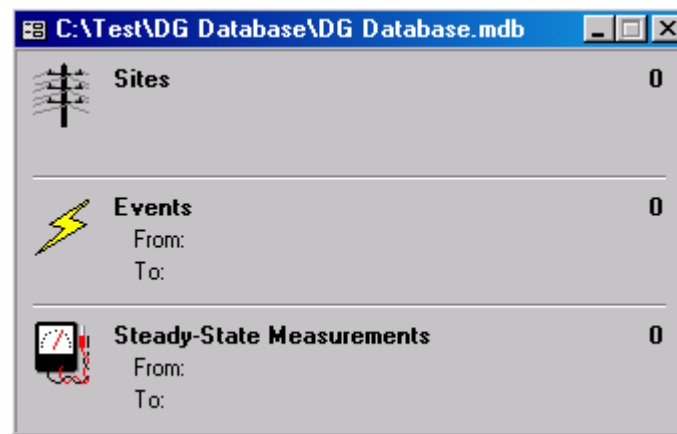 C:\Test\DG Database\DG Database.mdb
Sites 0
Events 0
From:
To:
Steady-State Measurements 0
From:
To: